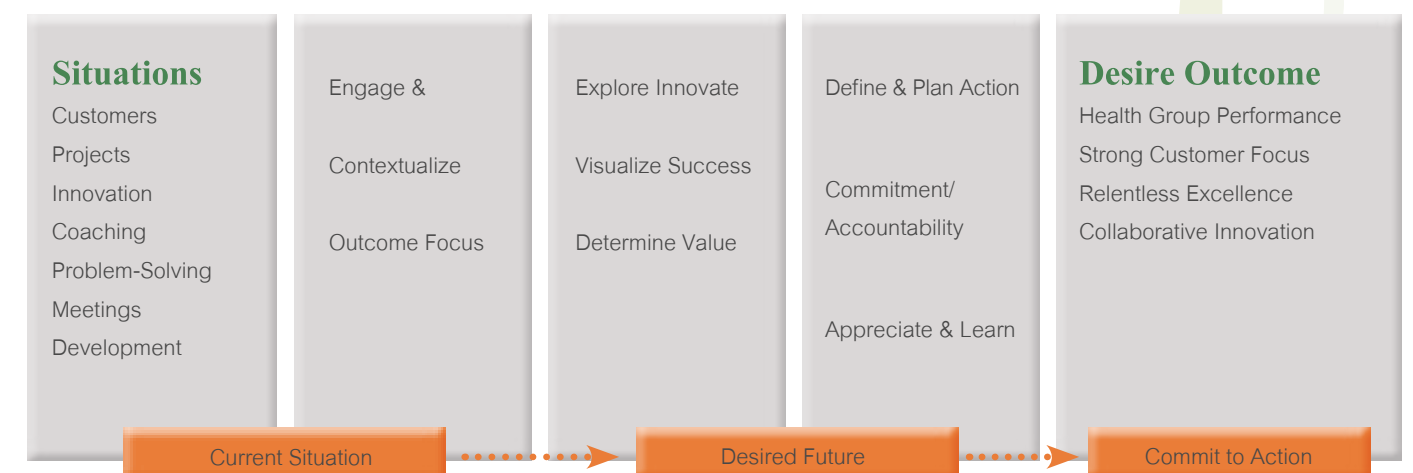 Situations
Customers
Projects
Innovation
Coaching
Problem-Solving
Meetings
Development
Engage &
Contextualize
Outcome Focus
Explore Innovate
Visualize Success
Determine Value
Define & Plan Action
Commitment/
Accountability
Appreciate & Learn
Desire Outcome
Health Group Performance
Strong Customer Focus
Relentless Excellence
Collaborative Innovation
Current Situation
Desired Future
Commit to Action